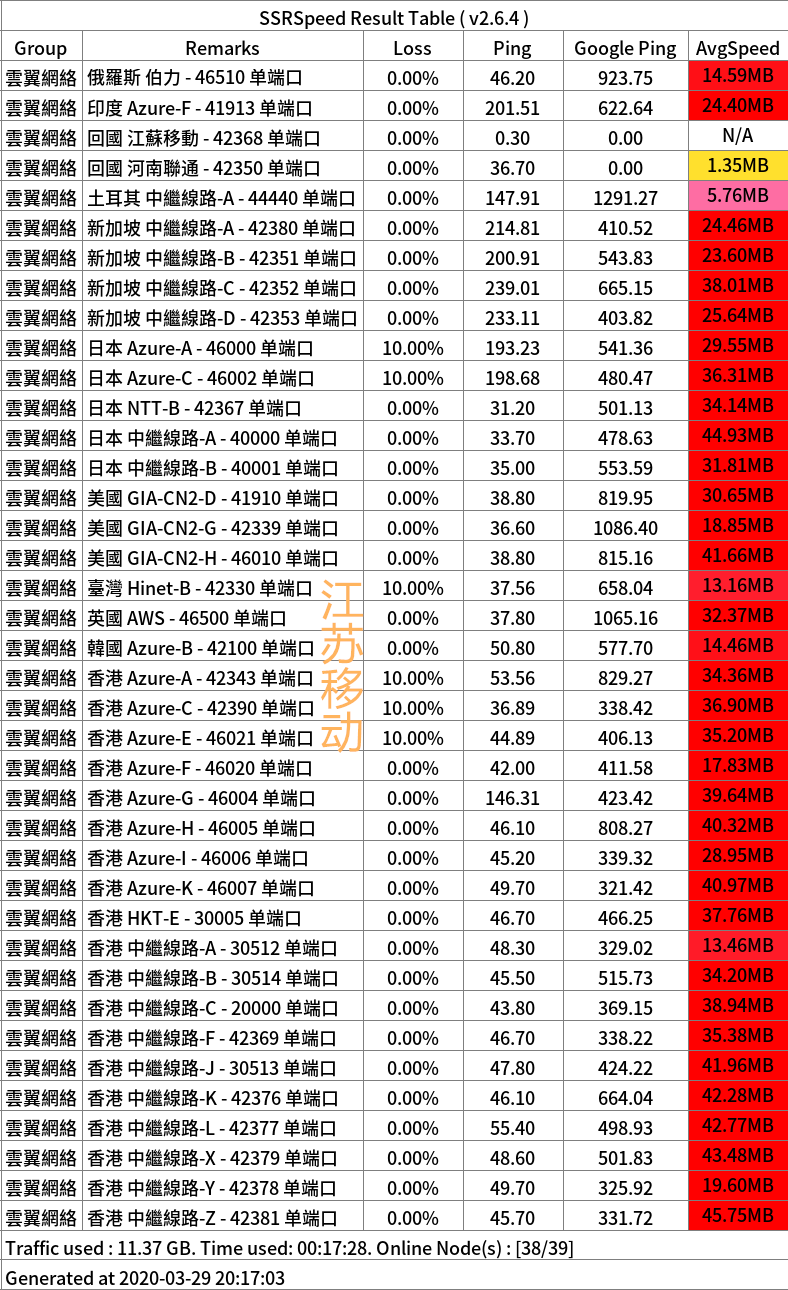 SSRSpeed Result Table ( v2.6.4 )
Group Remarks Loss Ping Google Ping AvgSpeed
雲翼網絡 俄羅斯 伯力 - 46510 单端口 0.00% 46.20 923.75 14.59MB
雲翼網絡 印度 Azure-F - 41913 单端口 0.00% 201.51 622.64 24.40MB
雲翼網絡 回國 江蘇移動 - 42368 单端口 0.00% 0.30 0.00 N/A
雲翼網絡 回國 河南聯通 - 42350 单端口 0.00% 36.70 0.00 1.35MB
雲翼網絡 土耳其 中繼線路-A - 44440 单端口 0.00% 147.91 1291.27 5.76MB
雲翼網絡 新加坡 中繼線路-A - 42380 单端口 0.00% 214.81 410.52 24.46MB
雲翼網絡 新加坡 中繼線路-B - 42351 单端口 0.00% 200.91 543.83 23.60MB
雲翼網絡 新加坡 中繼線路-C - 42352 单端口 0.00% 239.01 665.15 38.01MB
雲翼網絡 新加坡 中繼線路-D - 42353 单端口 0.00% 233.11 403.82 25.64MB
雲翼網絡 日本 Azure-A - 46000 单端口 10.00% 193.23 541.36 29.55MB
雲翼網絡 日本 Azure-C - 46002 单端口 10.00% 198.68 480.47 36.31MB
雲翼網絡 日本 NTT-B - 42367 单端口 0.00% 31.20 501.13 34.14MB
雲翼網絡 日本 中繼線路-A - 40000 单端口 0.00% 33.70 478.63 44.93MB
雲翼網絡 日本 中繼線路-B - 40001 单端口 0.00% 35.00 553.59 31.81MB
雲翼網絡 美國 GIA-CN2-D - 41910 单端口 0.00% 38.80 819.95 30.65MB
雲翼網絡 美國 GIA-CN2-G - 42339 单端口 0.00% 36.60 1086.40 18.85MB
雲翼網絡 美國 GIA-CN2-H - 46010 单端口 0.00% 38.80 815.16 41.66MB
雲翼網絡 臺灣 Hinet-B - 42330 单端口 10.00% 37.56 658.04 13.16MB
雲翼網絡 英國 AWS - 46500 单端口 0.00% 37.80 1065.16 32.37MB
雲翼網絡 韓國 Azure-B - 42100 单端口 0.00% 50.80 577.70 14.46MB
雲翼網絡 香港 Azure-A - 42343 单端口 10.00% 53.56 829.27 34.36MB
雲翼網絡 香港 Azure-C - 42390 单端口 10.00% 36.89 338.42 36.90MB
雲翼網絡 香港 Azure-E - 46021 单端口 10.00% 44.89 406.13 35.20MB
雲翼網絡 香港 Azure-F - 46020 单端口 0.00% 42.00 411.58 17.83MB
雲翼網絡 香港 Azure-G - 46004 单端口 0.00% 146.31 423.42 39.64MB
雲翼網絡 香港 Azure-H - 46005 单端口 0.00% 46.10 808.27 40.32MB
雲翼網絡 香港 Azure-I - 46006 单端口 0.00% 45.20 339.32 28.95MB
雲翼網絡 香港 Azure-K - 46007 单端口 0.00% 49.70 321.42 40.97MB
雲翼網絡 香港 HKT-E - 30005 单端口 0.00% 46.70 466.25 37.76MB
雲翼網絡 香港 中繼線路-A - 30512 单端口 0.00% 48.30 329.02 13.46MB
雲翼網絡 香港 中繼線路-B - 30514 单端口 0.00% 45.50 515.73 34.20MB
雲翼網絡 香港 中繼線路-C - 20000 单端口 0.00% 43.80 369.15 38.94MB
雲翼網絡 香港 中繼線路-F - 42369 单端口 0.00% 46.70 338.22 35.38MB
雲翼網絡 香港 中繼線路-J - 30513 单端口 0.00% 47.80 424.22 41.96MB
雲翼網絡 香港 中繼線路-K - 42376 单端口 0.00% 46.10 664.04 42.28MB
雲翼網絡 香港 中繼線路-L - 42377 单端口 0.00% 55.40 498.93 42.77MB
雲翼網絡 香港 中繼線路-X - 42379 单端口 0.00% 48.60 501.83 43.48MB
雲翼網絡 香港 中繼線路-Y - 42378 单端口 0.00% 49.70 325.92 19.60MB
雲翼網絡 香港 中繼線路-Z - 42381 单端口 0.00% 45.70 331.72 45.75MB
Traffic used : 11.37 GB. Time used: 00:17:28. Online Node(s) : [38/39]
Generated at 2020-03-29 20:17:03
江苏移动